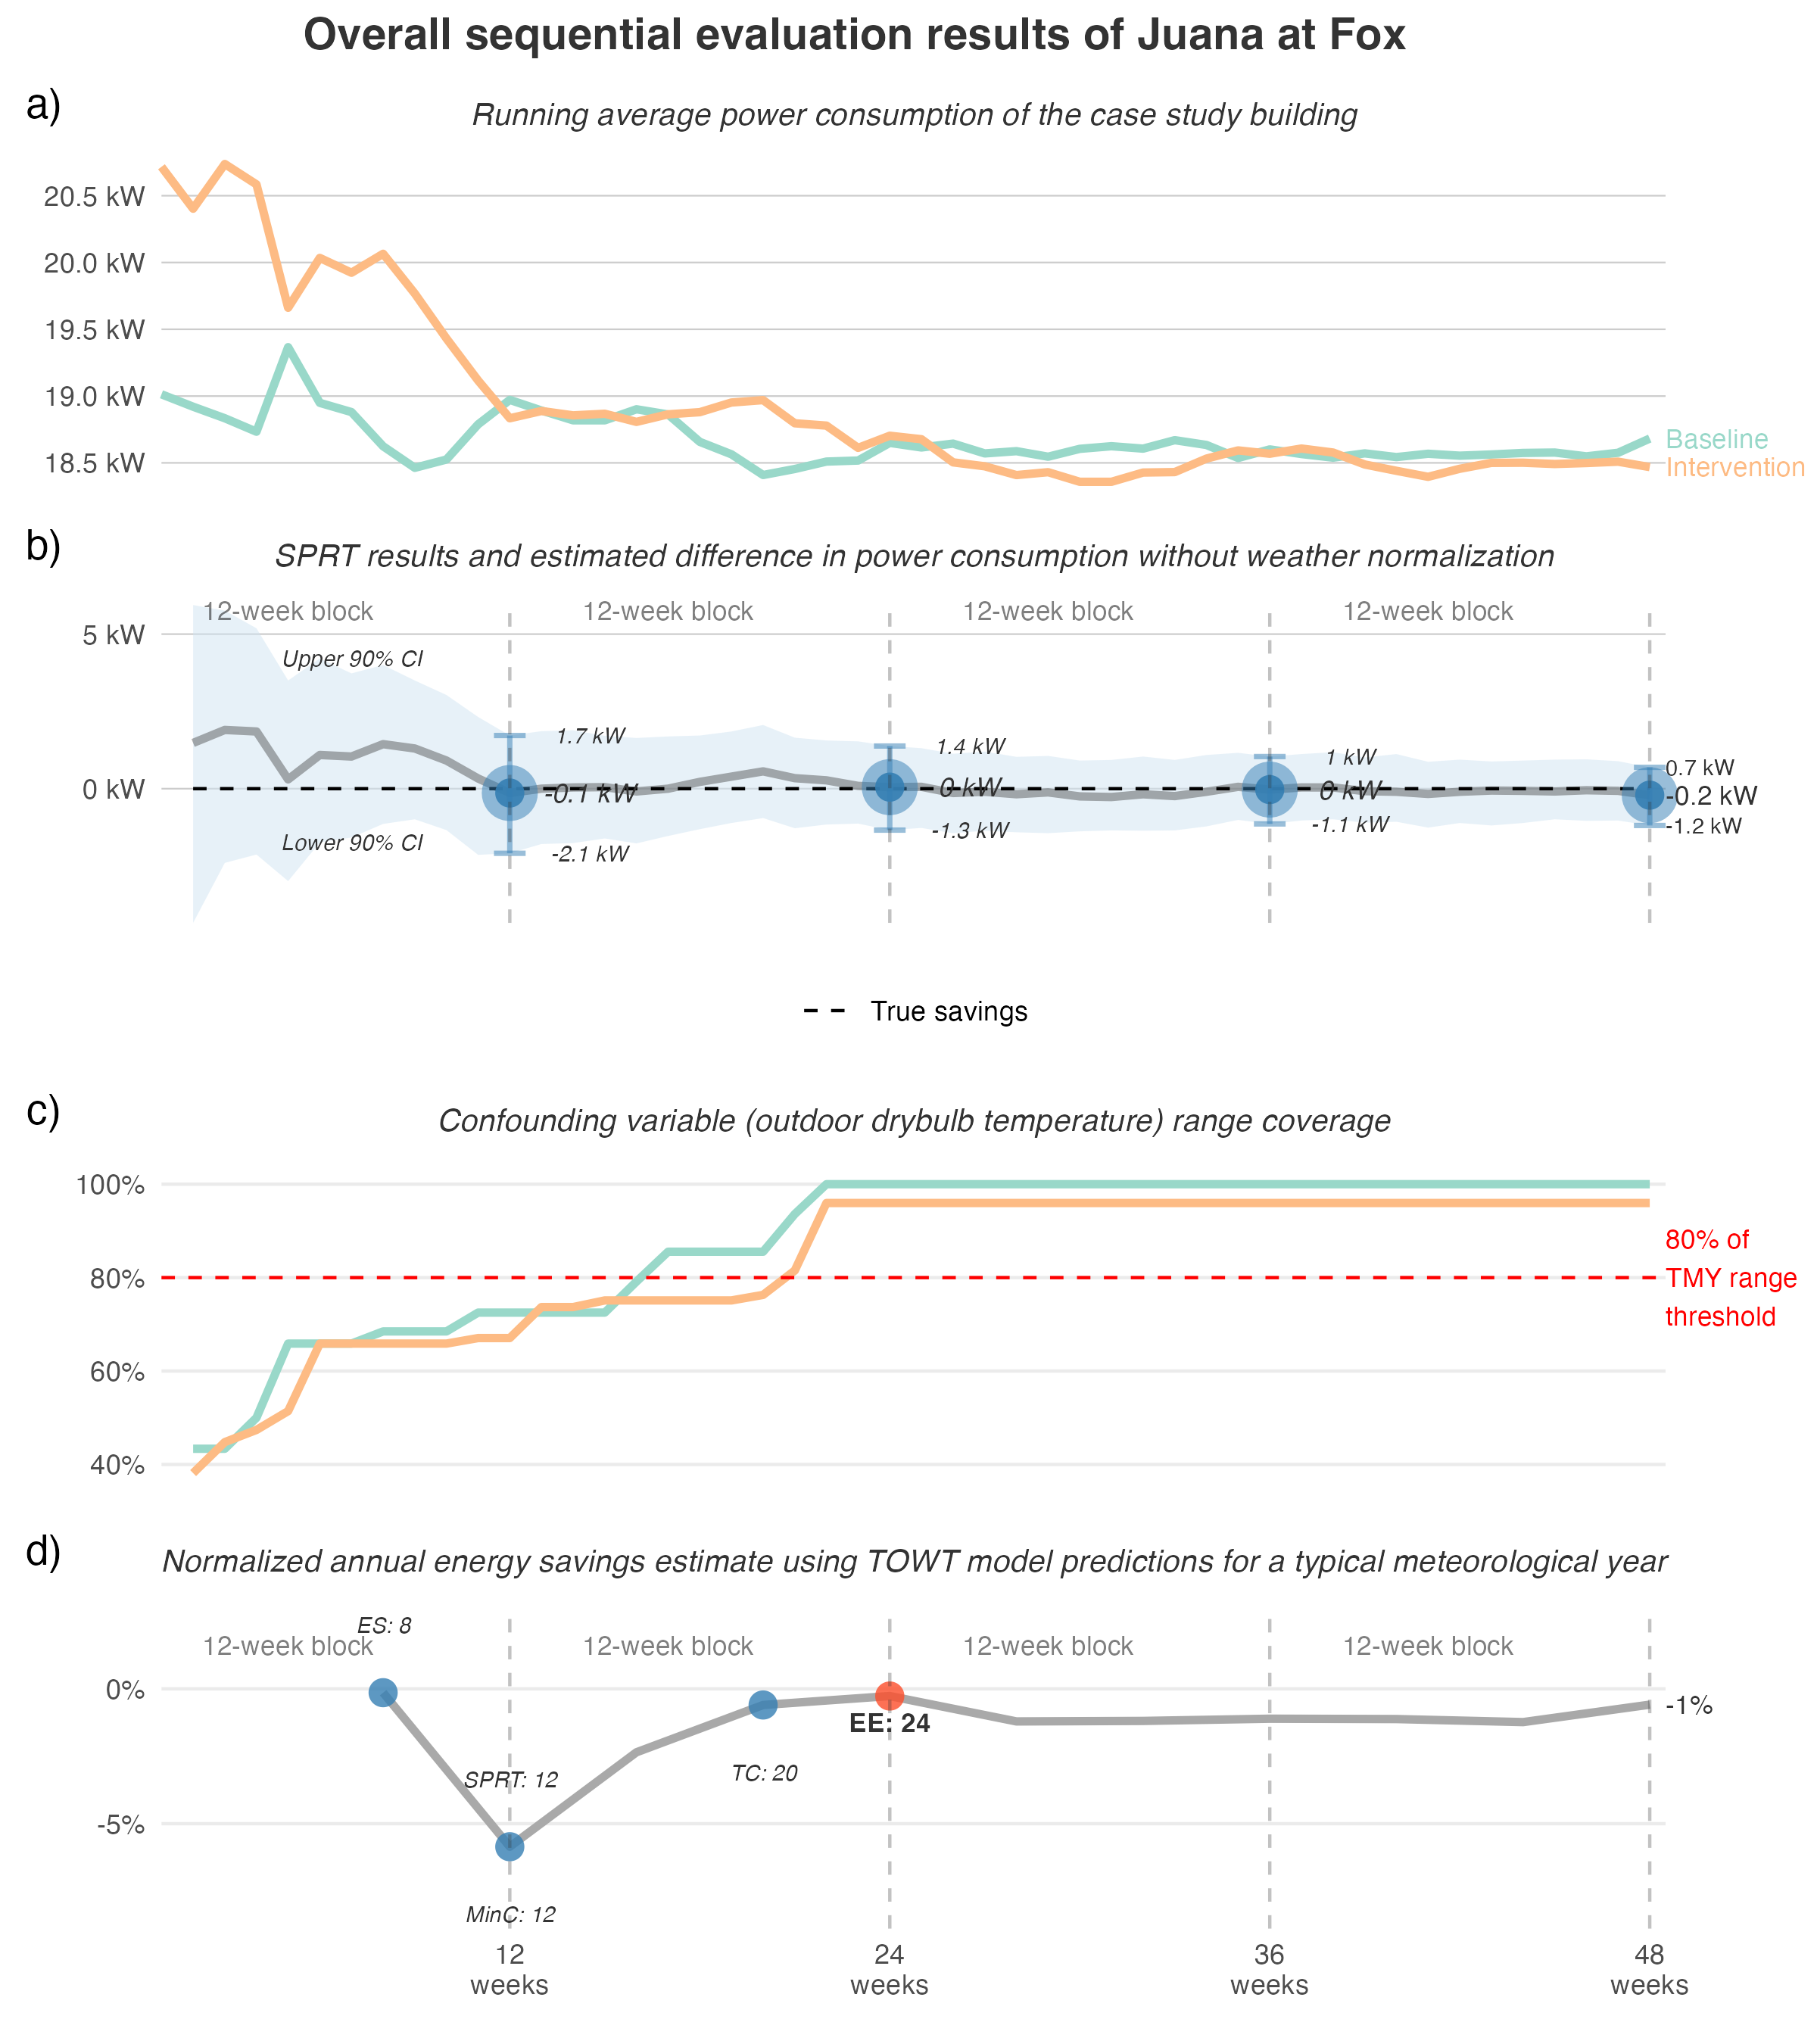 Overall sequential evaluation results of Juana at Fox
a)
Running average power consumption of the case study building
20.5 kW
20.0 kW
19.5 kW
19.0 kW
18.5 kW
Baseline
Intervention
b)
SPRT results and estimated difference in power consumption without weather normalization
12-week block 12-week block 12-week block 12-week block
5 kW
Upper 90% CI
1.7 kW
1.4 kW
1 kW
0.7 kW
0 kW
-0.1 kW
0 kW
0 kW
-0.2 kW
Lower 90% CI
-2.1 kW
-1.3 kW
-1.1 kW
-1.2 kW
True savings
c)
Confounding variable (outdoor drybulb temperature) range coverage
100%
80%
60%
40%
80% of
TMY range
threshold
d)
Normalized annual energy savings estimate using TOWT model predictions for a typical meteorological year
ES: 8
12-week block 12-week block 12-week block 12-week block
0%
-1%
EE: 24
SPRT: 12
TC: 20
-5%
MinC: 12
12
weeks
24
weeks
36
weeks
48
weeks